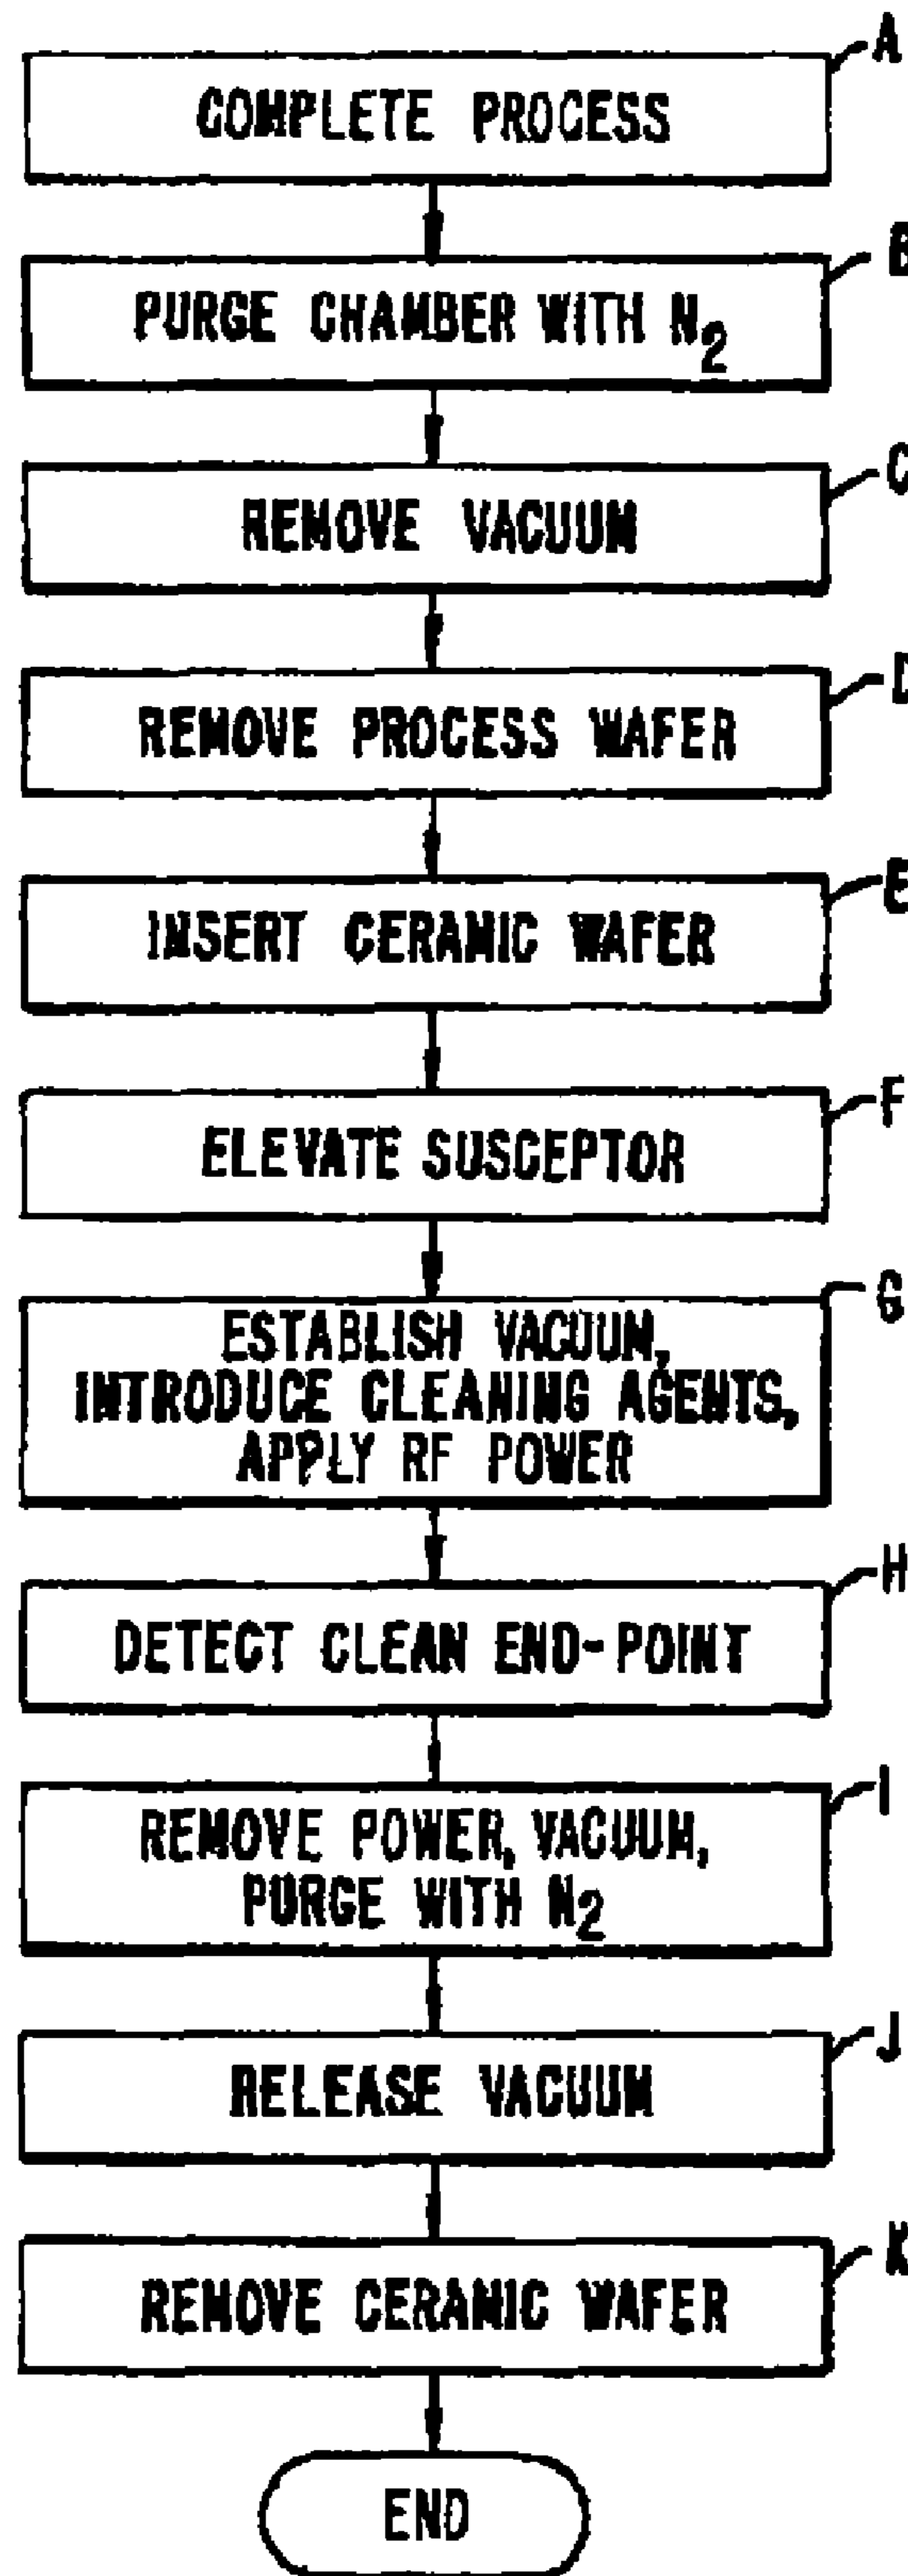 A
COMPLETE PROCESS
B
PURGE CHAMBER WITH N₂
C
REMOVE VACUUM
D
REMOVE PROCESS WAFER
E
INSERT CERAMIC WAFER
F
ELEVATE SUSCEPTOR
G
ESTABLISH VACUUM,
INTRODUCE CLEANING AGENTS,
APPLY RF POWER
H
DETECT CLEAN END-POINT
I
REMOVE POWER, VACUUM,
PURGE WITH N₂
J
RELEASE VACUUM
K
REMOVE CERAMIC WAFER
END